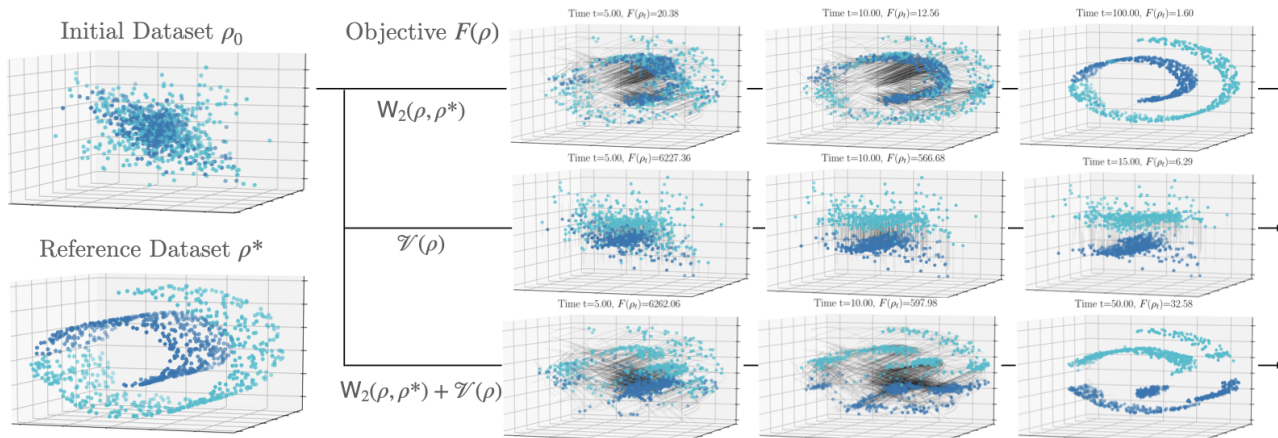 Initial Dataset ρ₀
Objective F(ρ)
Time t=5.00, F(ρₜ)=20.38
Time t=10.00, F(ρₜ)=12.56
Time t=100.00, F(ρₜ)=1.60
W₂(ρ, ρ*)
Time t=5.00, F(ρₜ)=6227.36
Time t=10.00, F(ρₜ)=566.68
Time t=15.00, F(ρₜ)=6.29
𝒱(ρ)
Reference Dataset ρ*
Time t=5.00, F(ρₜ)=6262.06
Time t=10.00, F(ρₜ)=597.98
Time t=50.00, F(ρₜ)=32.58
W₂(ρ, ρ*) + 𝒱(ρ)